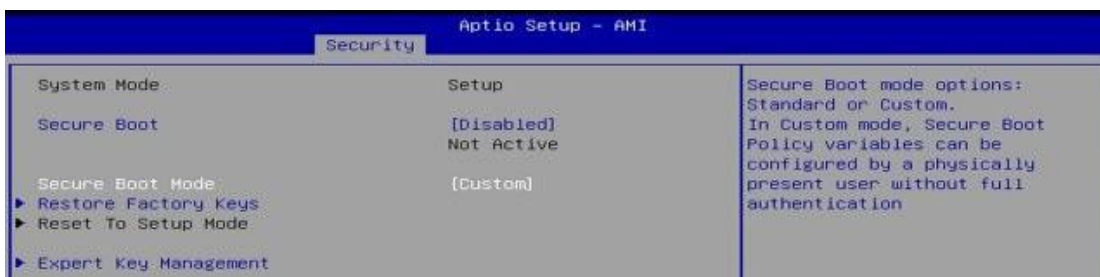 Aptio Setup - AMI
Security
System Mode Setup
Secure Boot [Disabled]
Not Active
Secure Boot Mode [Custom]
Restore Factory Keys
Reset To Setup Mode
Expert Key Management
Secure Boot mode options:
Standard or Custom.
In Custom mode, Secure Boot
Policy variables can be
configured by a physically
present user without full
authentication